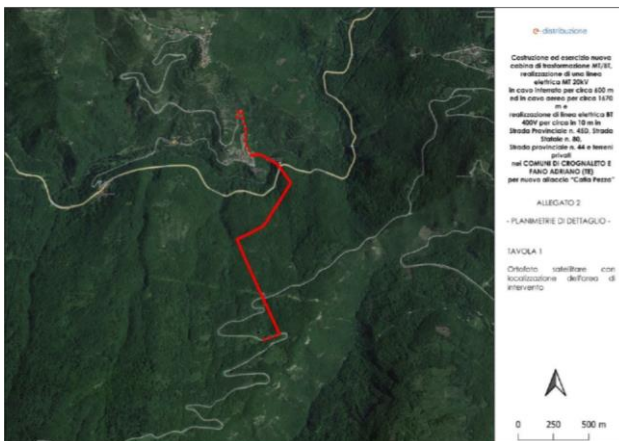 e-distribuzione
Costruzione ed esercizio nuova
cabina di trasformazione MT/BT,
realizzazione di una linea
elettrica MT 20kV
in cavo interrato per circa 600 m
ed in cavo aereo per circa 1670
m e
realizzazione di linea elettrica BT
400V per circa in 10 m in
Strada Provinciale n. 450, Strada
Statale n. 80,
Strada provinciale n. 44 e terreni
privati
nei COMUNI DI CROGNALETO E
FANO ADRIANO (TE)
per nuovo allaccio "Catia Pezza"
ALLEGATO 2
- PLANIMETRIE DI DETTAGLIO -
TAVOLA 1
Ortofoto satellitare con
localizzazione dell'area di
intervento
0 250 500 m